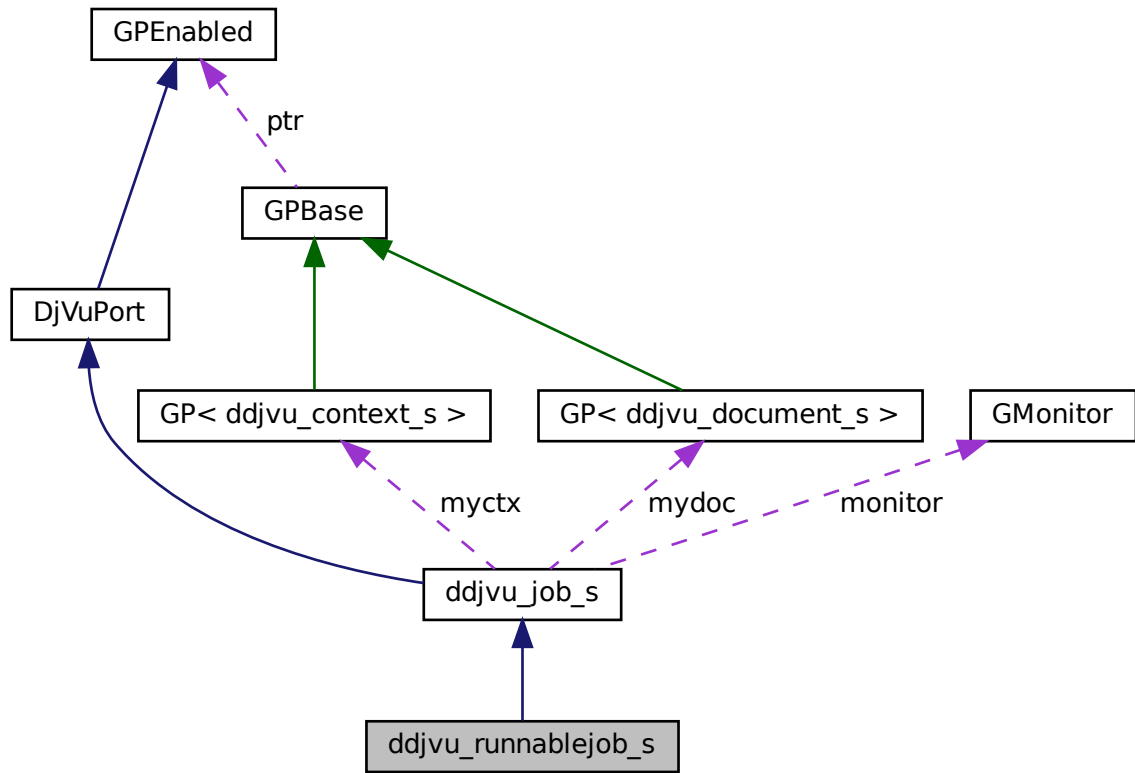 GPEnabled
ptr
GPBase
DjVuPort
GP< ddjvu_context_s >
GP< ddjvu_document_s >
GMonitor
myctx
mydoc
monitor
ddjvu_job_s
ddjvu_runnablejob_s